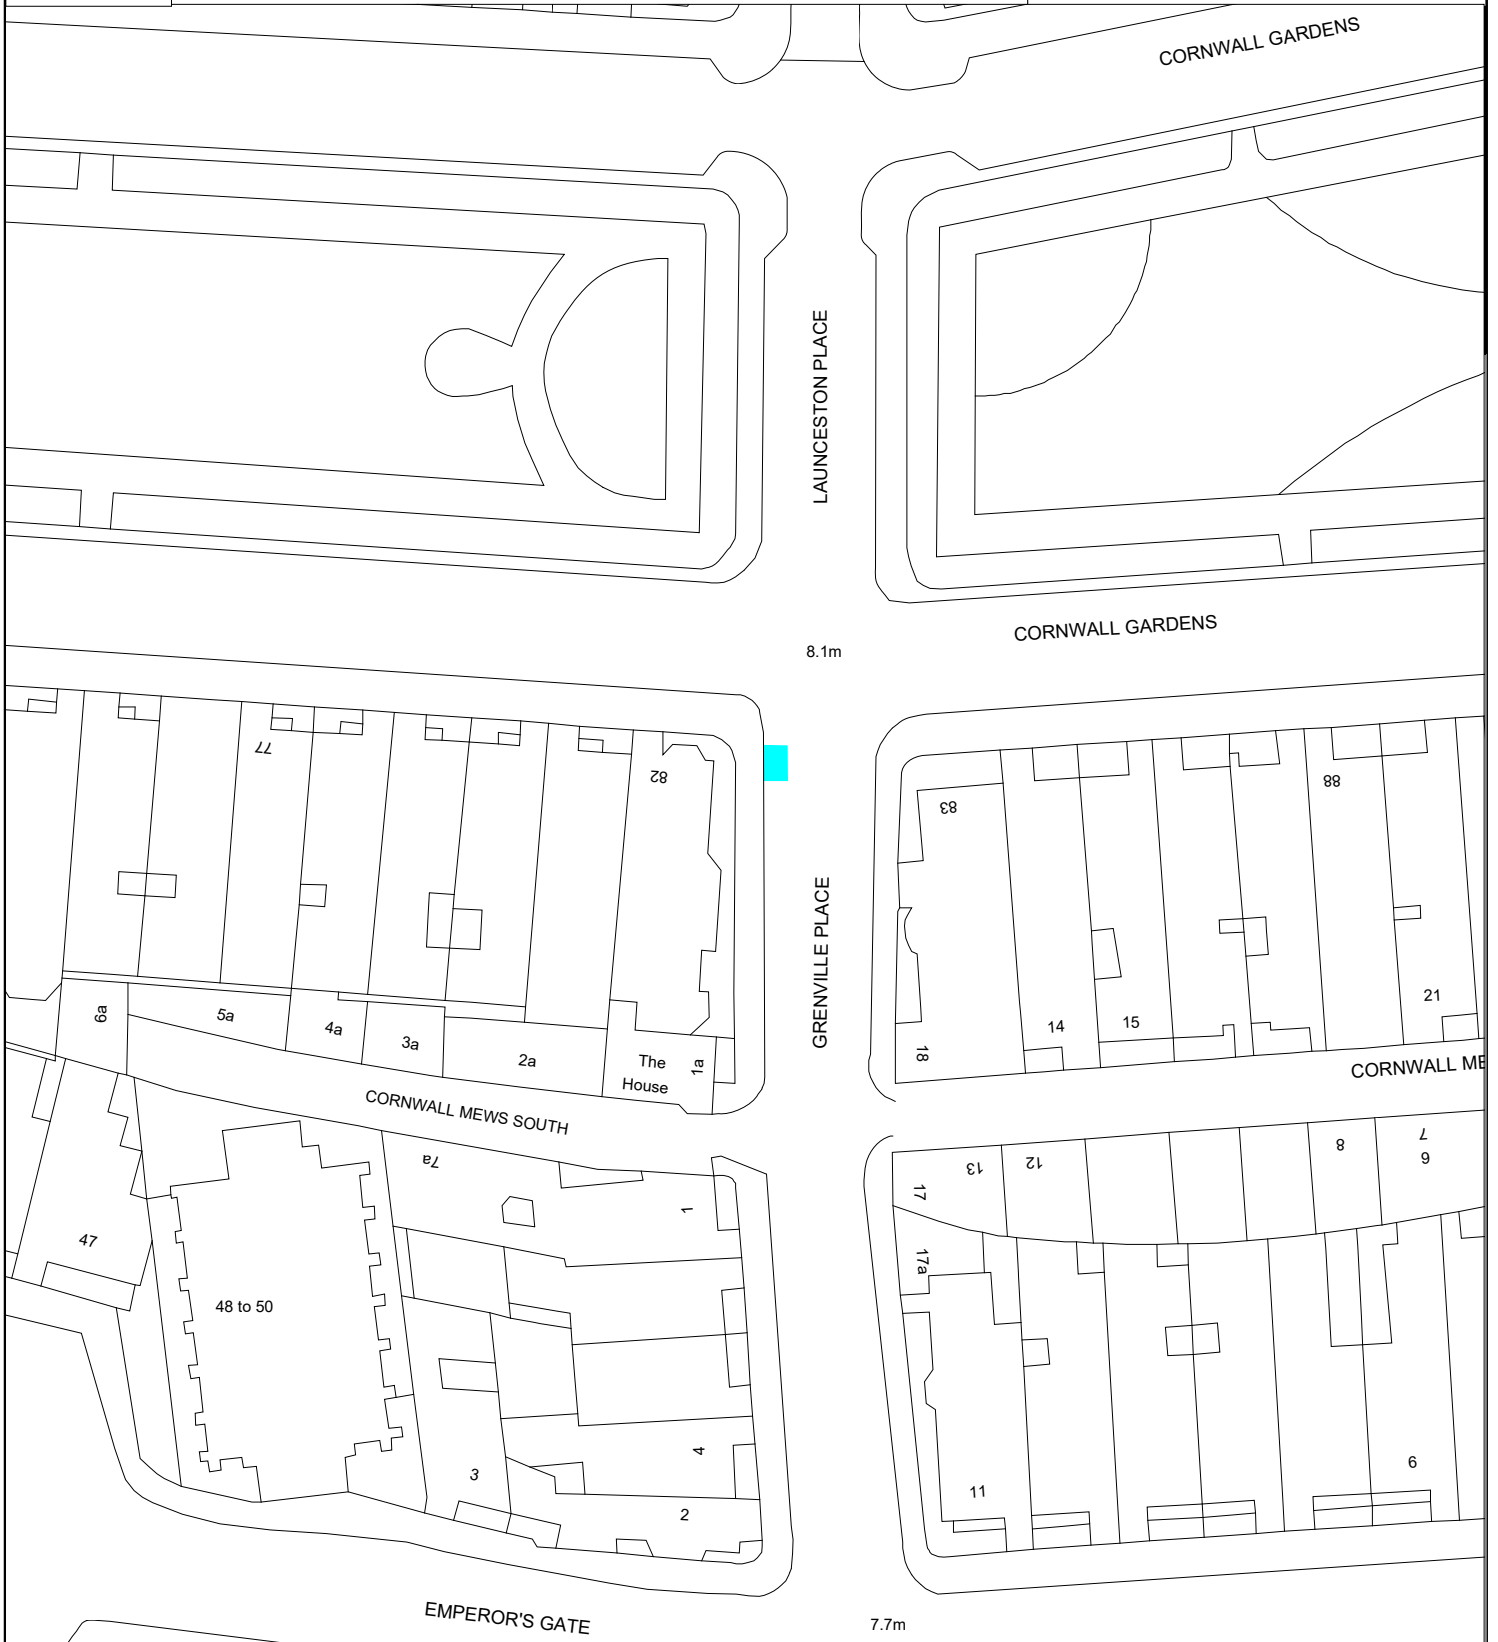 CORNWALL GARDENS
LAUNCESTON PLACE
CORNWALL GARDENS
8.1m
77
82
83
88
GRENVILLE PLACE
6a
5a
4a
3a
2a
The
House
1a
18
14
15
21
CORNWALL MEWS SOUTH
CORNWALL ME
7a
1
47
48 to 50
3
4
2
17
13
12
8
7
6
17a
11
6
EMPEROR'S GATE
7.7m